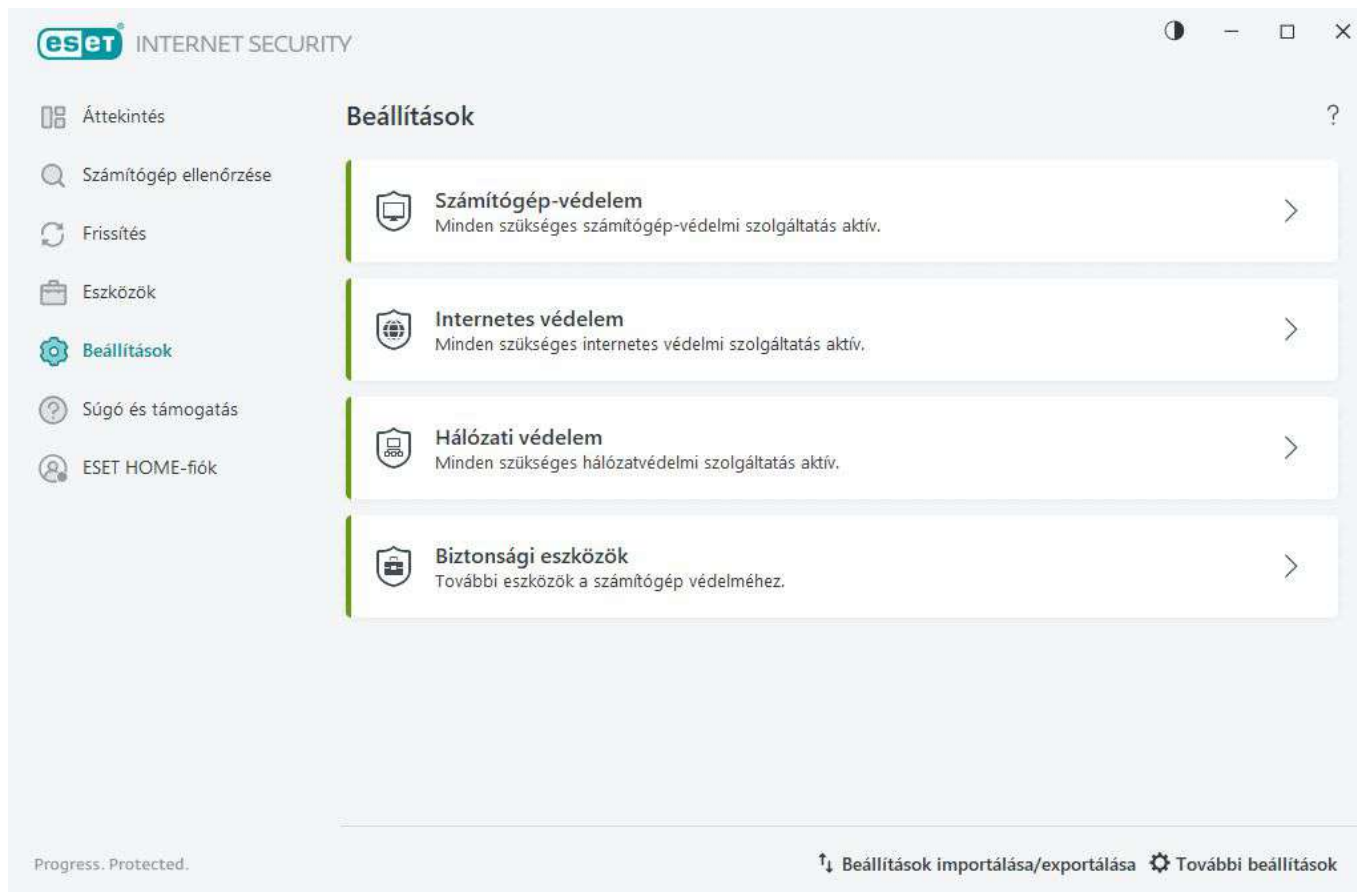 eset INTERNET SECURITY
Áttekintés
Számítógép ellenőrzése
Frissítés
Eszközök
Beállítások
Súgó és támogatás
ESET HOME-fiók
Beállítások
?
Számítógép-védelem
Minden szükséges számítógép-védelmi szolgáltatás aktív.
Internetes védelem
Minden szükséges internetes védelmi szolgáltatás aktív.
Hálózati védelem
Minden szükséges hálózatvédelmi szolgáltatás aktív.
Biztonsági eszközök
További eszközök a számítógép védelméhez.
Progress. Protected.
Beállítások importálása/exportálása
További beállítások